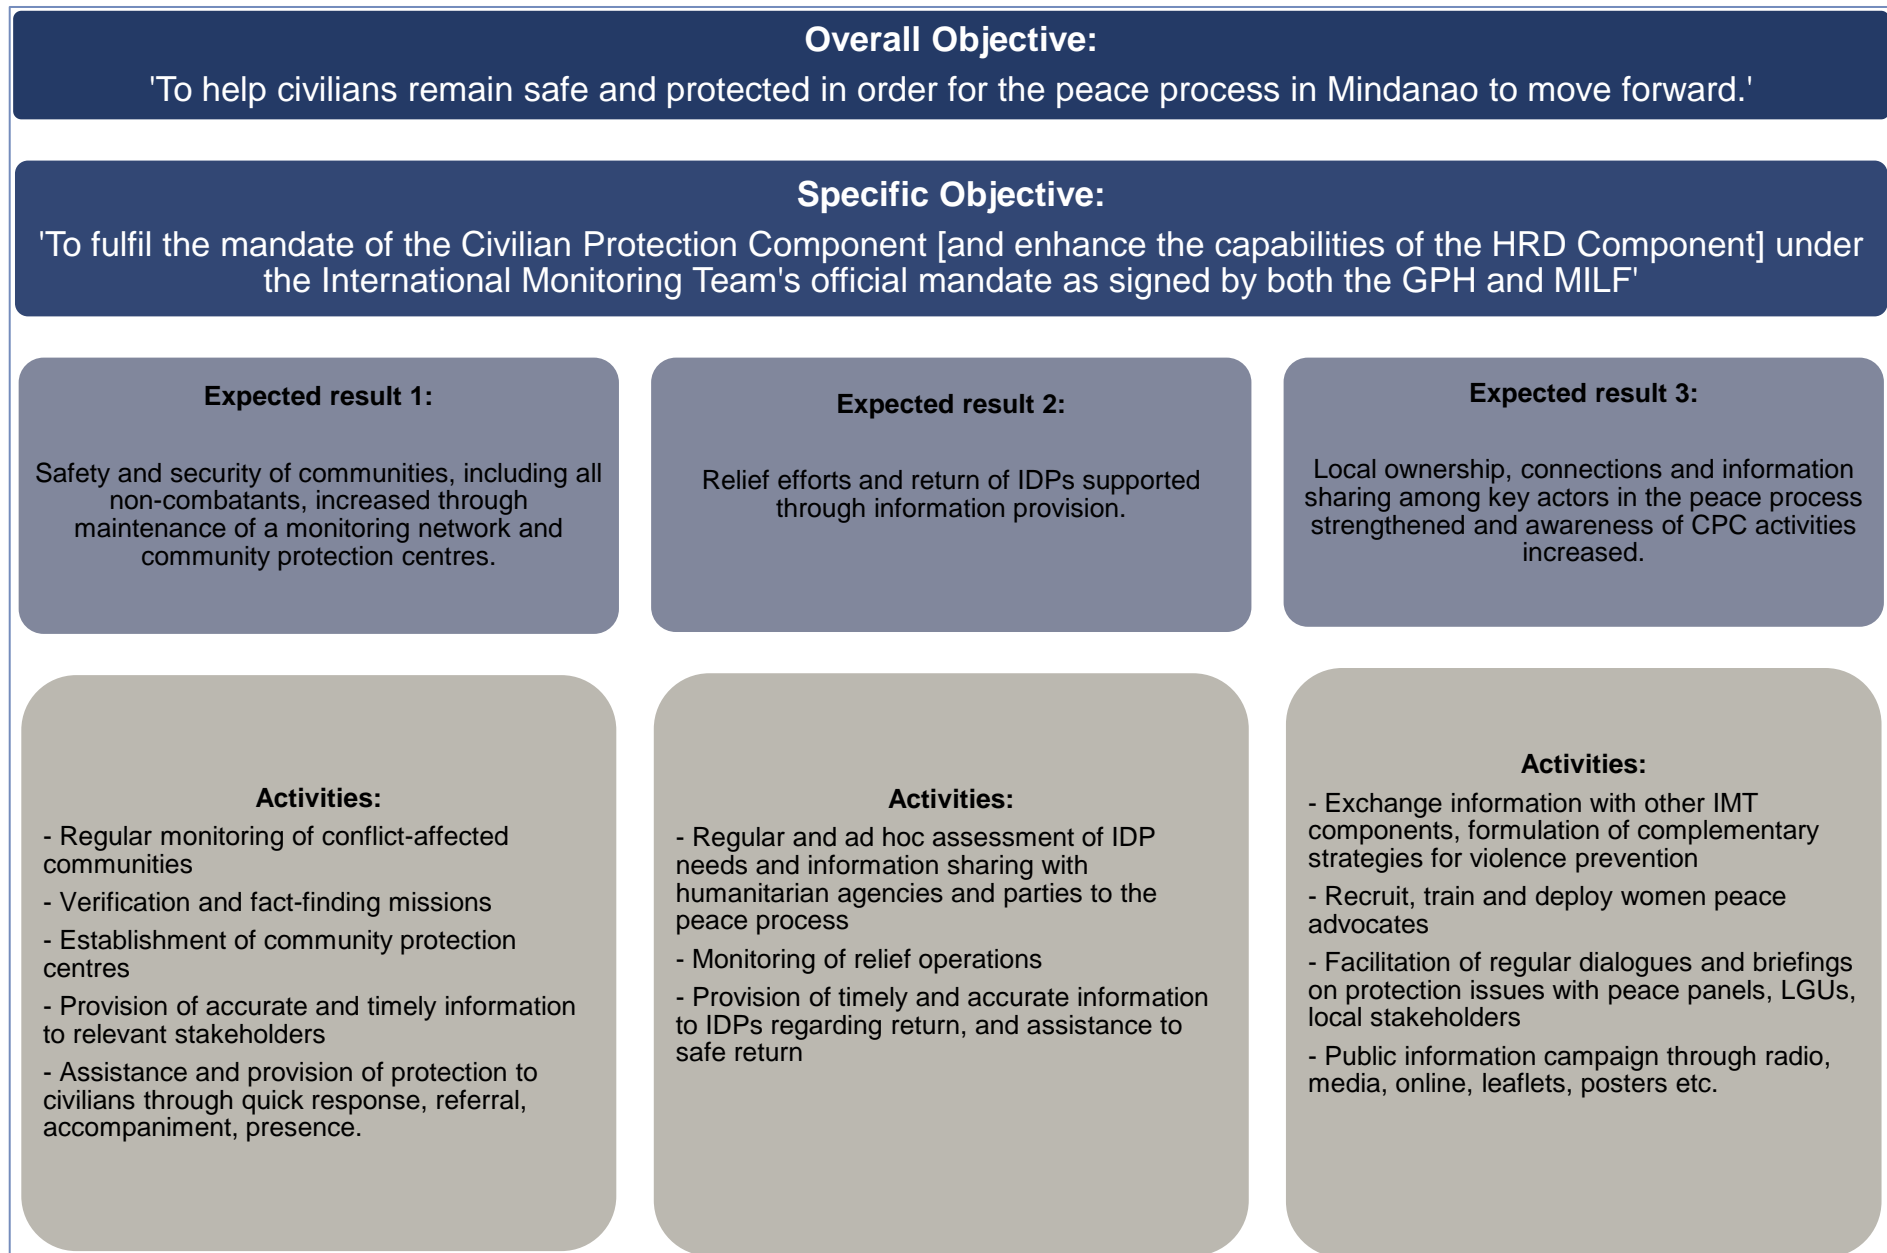 Overall Objective:
'To help civilians remain safe and protected in order for the peace process in Mindanao to move forward.'
Specific Objective:
'To fulfil the mandate of the Civilian Protection Component [and enhance the capabilities of the HRD Component] under
the International Monitoring Team's official mandate as signed by both the GPH and MILF'
Expected result 1:
Safety and security of communities, including all
non-combatants, increased through
maintenance of a monitoring network and
community protection centres.
Expected result 2:
Relief efforts and return of IDPs supported
through information provision.
Expected result 3:
Local ownership, connections and information
sharing among key actors in the peace process
strengthened and awareness of CPC activities
increased.
Activities:
- Regular monitoring of conflict-affected
communities
- Verification and fact-finding missions
- Establishment of community protection
centres
- Provision of accurate and timely information
to relevant stakeholders
- Assistance and provision of protection to
civilians through quick response, referral,
accompaniment, presence.
Activities:
- Regular and ad hoc assessment of IDP
needs and information sharing with
humanitarian agencies and parties to the
peace process
- Monitoring of relief operations
- Provision of timely and accurate information
to IDPs regarding return, and assistance to
safe return
Activities:
- Exchange information with other IMT
components, formulation of complementary
strategies for violence prevention
- Recruit, train and deploy women peace
advocates
- Facilitation of regular dialogues and briefings
on protection issues with peace panels, LGUs,
local stakeholders
- Public information campaign through radio,
media, online, leaflets, posters etc.